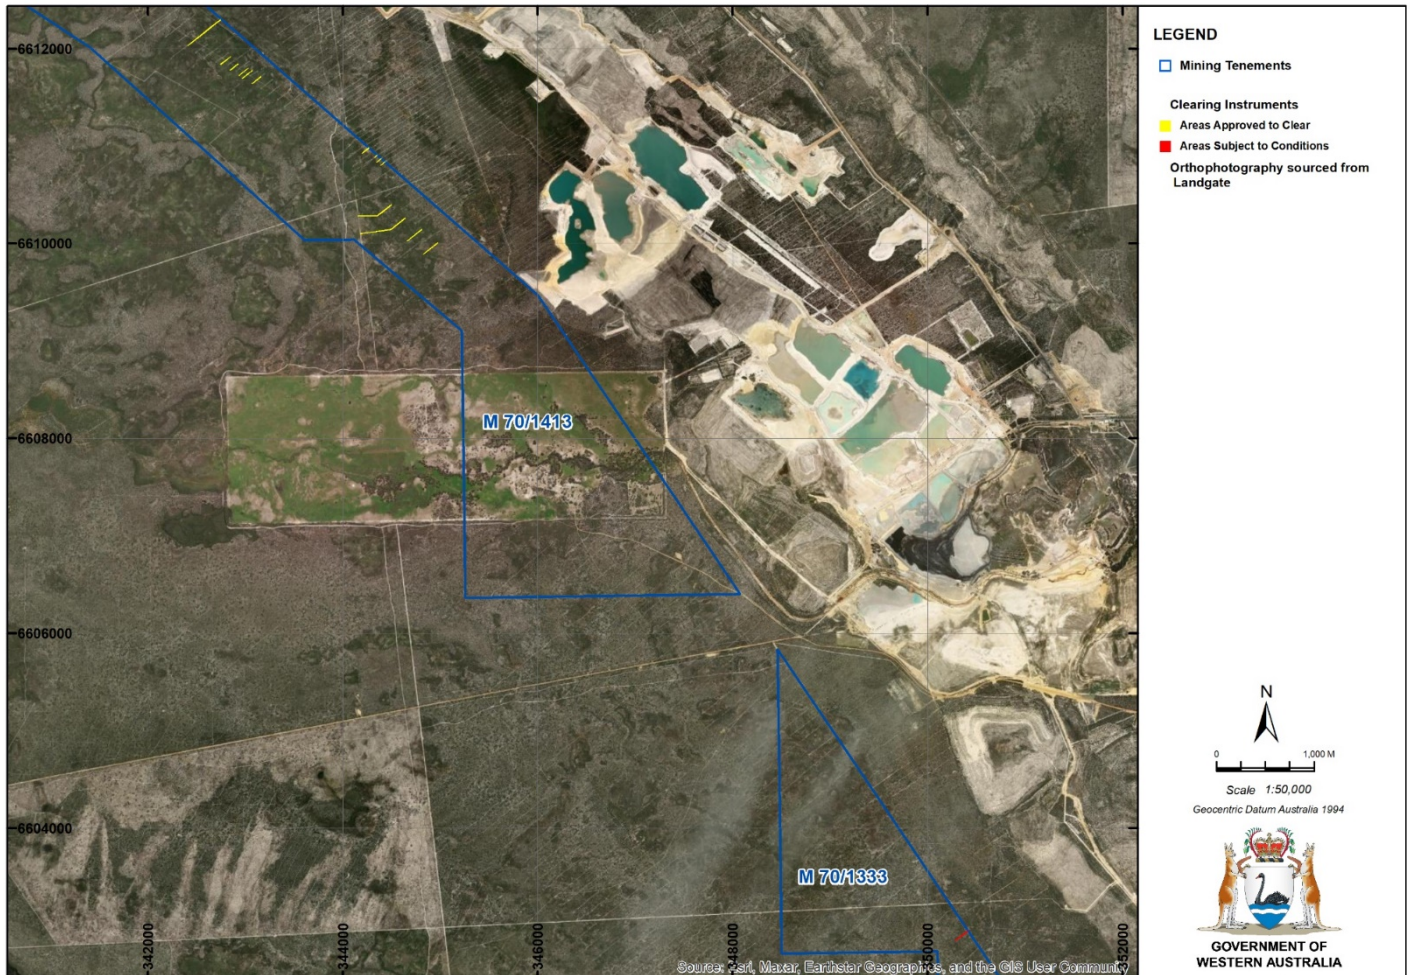 6612000
6610000
6608000
6606000
6604000
342000
344000
346000
348000
350000
352000
M 70/1413
M 70/1333
Source: Esri, Maxar, Earthstar Geographics, and the GIS User Community
LEGEND
Mining Tenements
Clearing Instruments
Areas Approved to Clear
Areas Subject to Conditions
Orthophotography sourced from
Landgate
N
0 1,000 M
Scale 1:50,000
Geocentric Datum Australia 1994
GOVERNMENT OF
WESTERN AUSTRALIA